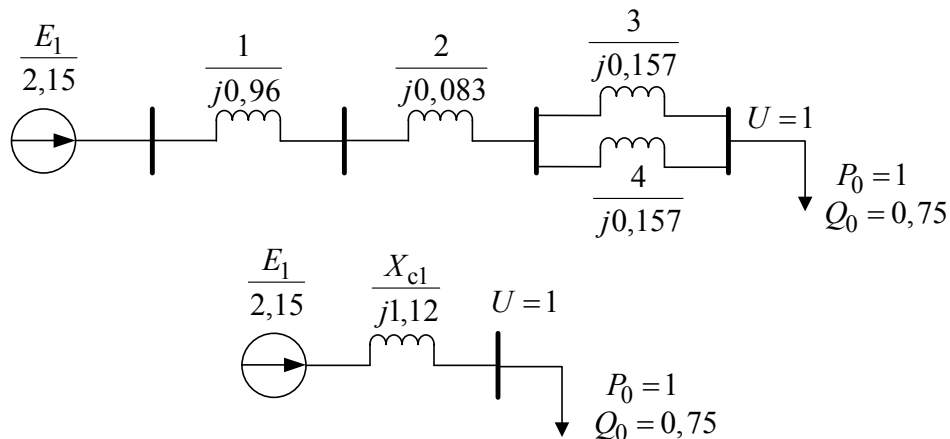 E₁
2,15
1
j0,96
2
j0,083
3
j0,157
4
j0,157
U = 1
P₀ = 1
Q₀ = 0,75
E₁
2,15
Xc1
j1,12
U = 1
P₀ = 1
Q₀ = 0,75